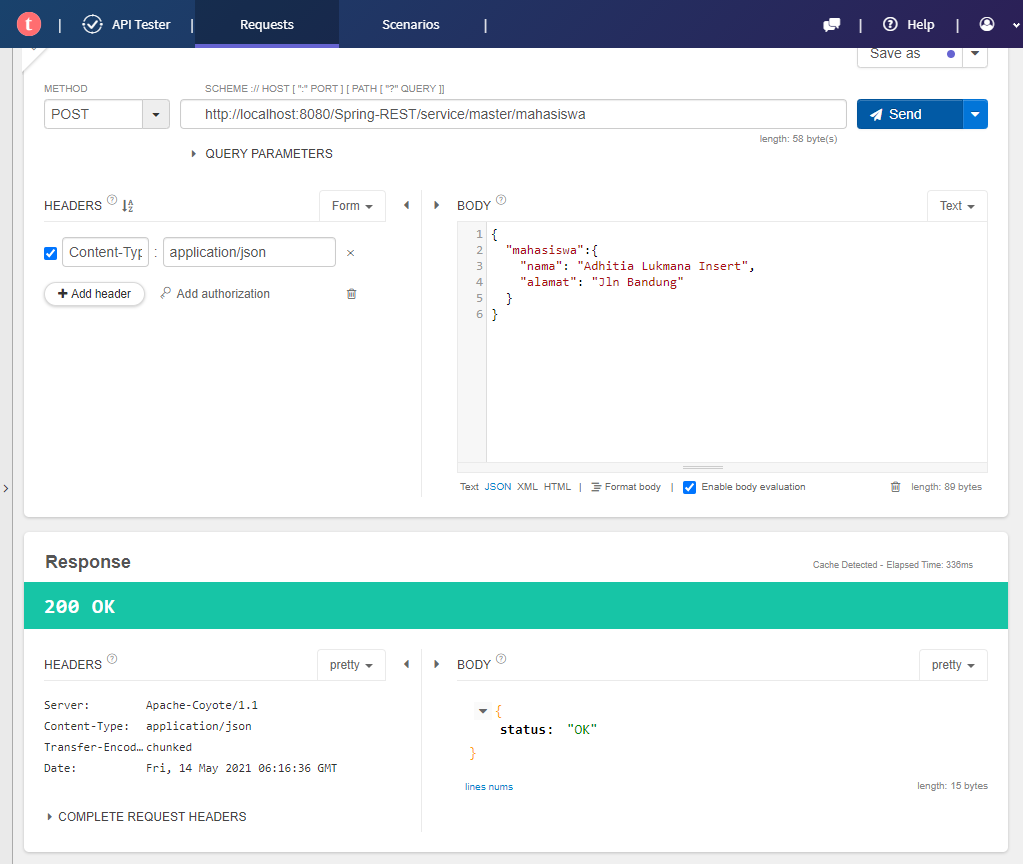 t | API Tester | Requests Scenarios | | Help |
Save as
METHOD SCHEME :// HOST [ ":" PORT ] [ PATH [ "?" QUERY ]]
POST http://localhost:8080/Spring-REST/service/master/mahasiswa Send
length: 58 byte(s)
QUERY PARAMETERS
HEADERS ? Form
Content-Typ : application/json ×
+ Add header Add authorization
BODY ? Text
1 {
2 "mahasiswa":{
3 "nama": "Adhitia Lukmana Insert",
4 "alamat": "Jln Bandung"
5 }
6 }
Text JSON XML HTML | Format body | Enable body evaluation length: 89 bytes
Response Cache Detected - Elapsed Time: 336ms
200 OK
HEADERS ? pretty
Server: Apache-Coyote/1.1
Content-Type: application/json
Transfer-Encod… chunked
Date: Fri, 14 May 2021 06:16:36 GMT
COMPLETE REQUEST HEADERS
BODY ? pretty
{
status: "OK"
}
lines nums length: 15 bytes